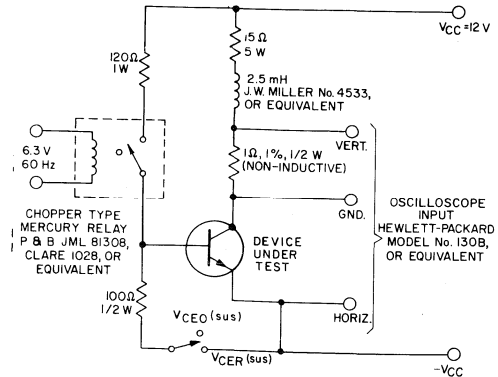 VCC=12 V
15Ω
5 W
120Ω
1W
2.5 mH
J.W. MILLER No. 4533,
OR EQUIVALENT
VERT.
6.3 V
60 Hz
1Ω, 1%, 1/2 W
(NON-INDUCTIVE)
GND.
OSCILLOSCOPE
INPUT
HEWLETT-PACKARD
MODEL No. 130B,
OR EQUIVALENT
CHOPPER TYPE
MERCURY RELAY
P & B JML 81308,
CLARE 1028, OR
EQUIVALENT
DEVICE
UNDER
TEST
100Ω
1/2 W
HORIZ.
VCEO (sus)
VCER (sus)
-VCC